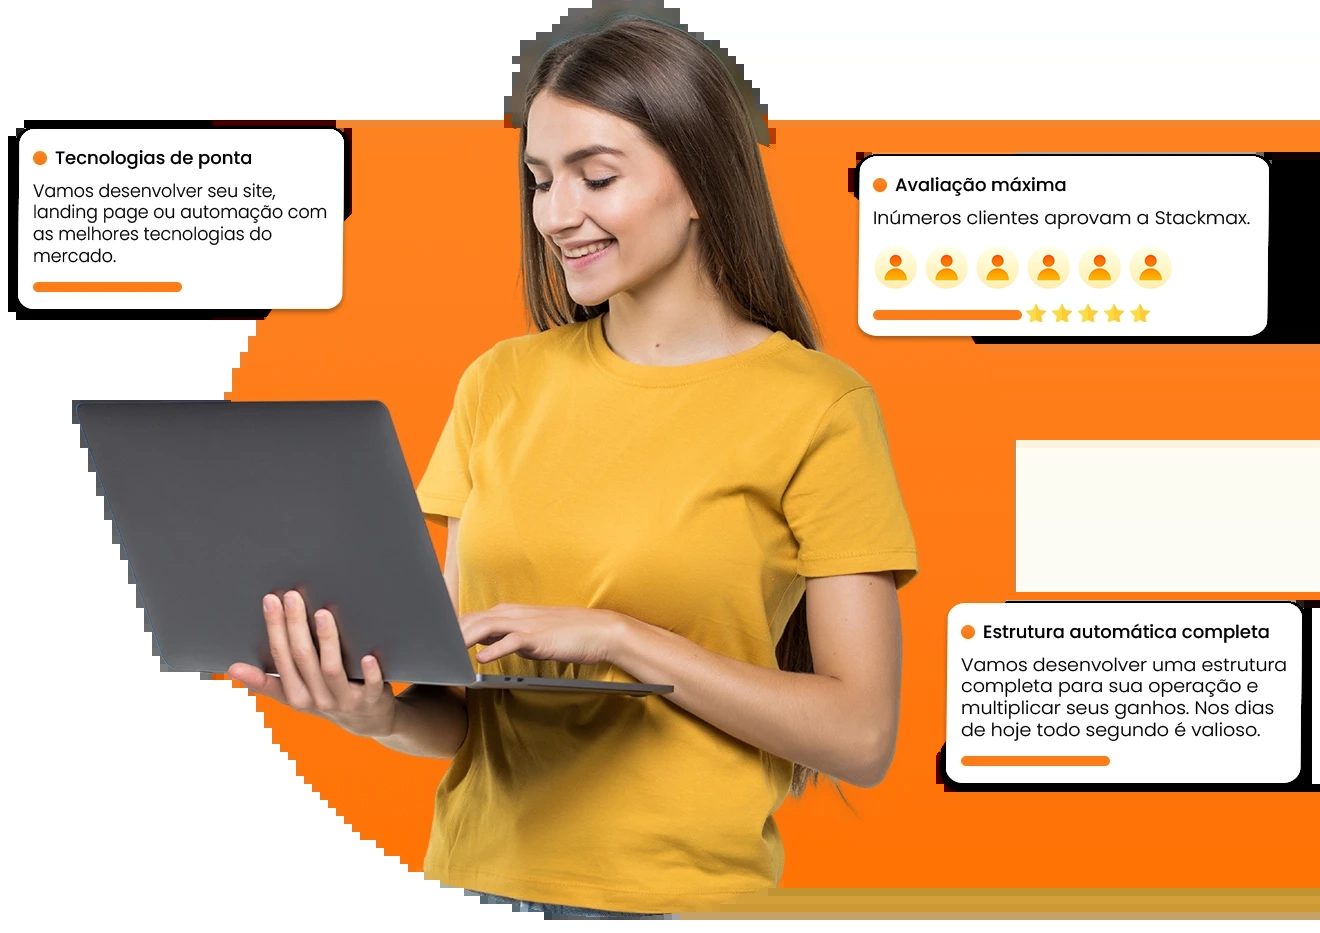 Tecnologias de ponta
Vamos desenvolver seu site,
landing page ou automação com
as melhores tecnologias do
mercado.
Avaliação máxima
Inúmeros clientes aprovam a Stackmax.
Estrutura automática completa
Vamos desenvolver uma estrutura
completa para sua operação e
multiplicar seus ganhos. Nos dias
de hoje todo segundo é valioso.